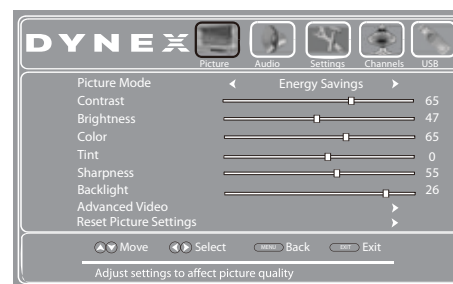 DYNEX
Picture Audio Settings Channels USB
Picture Mode Energy Savings
Contrast 65
Brightness 47
Color 65
Tint 0
Sharpness 55
Backlight 26
Advanced Video
Reset Picture Settings
Move Select MENU Back EXIT Exit
Adjust settings to affect picture quality